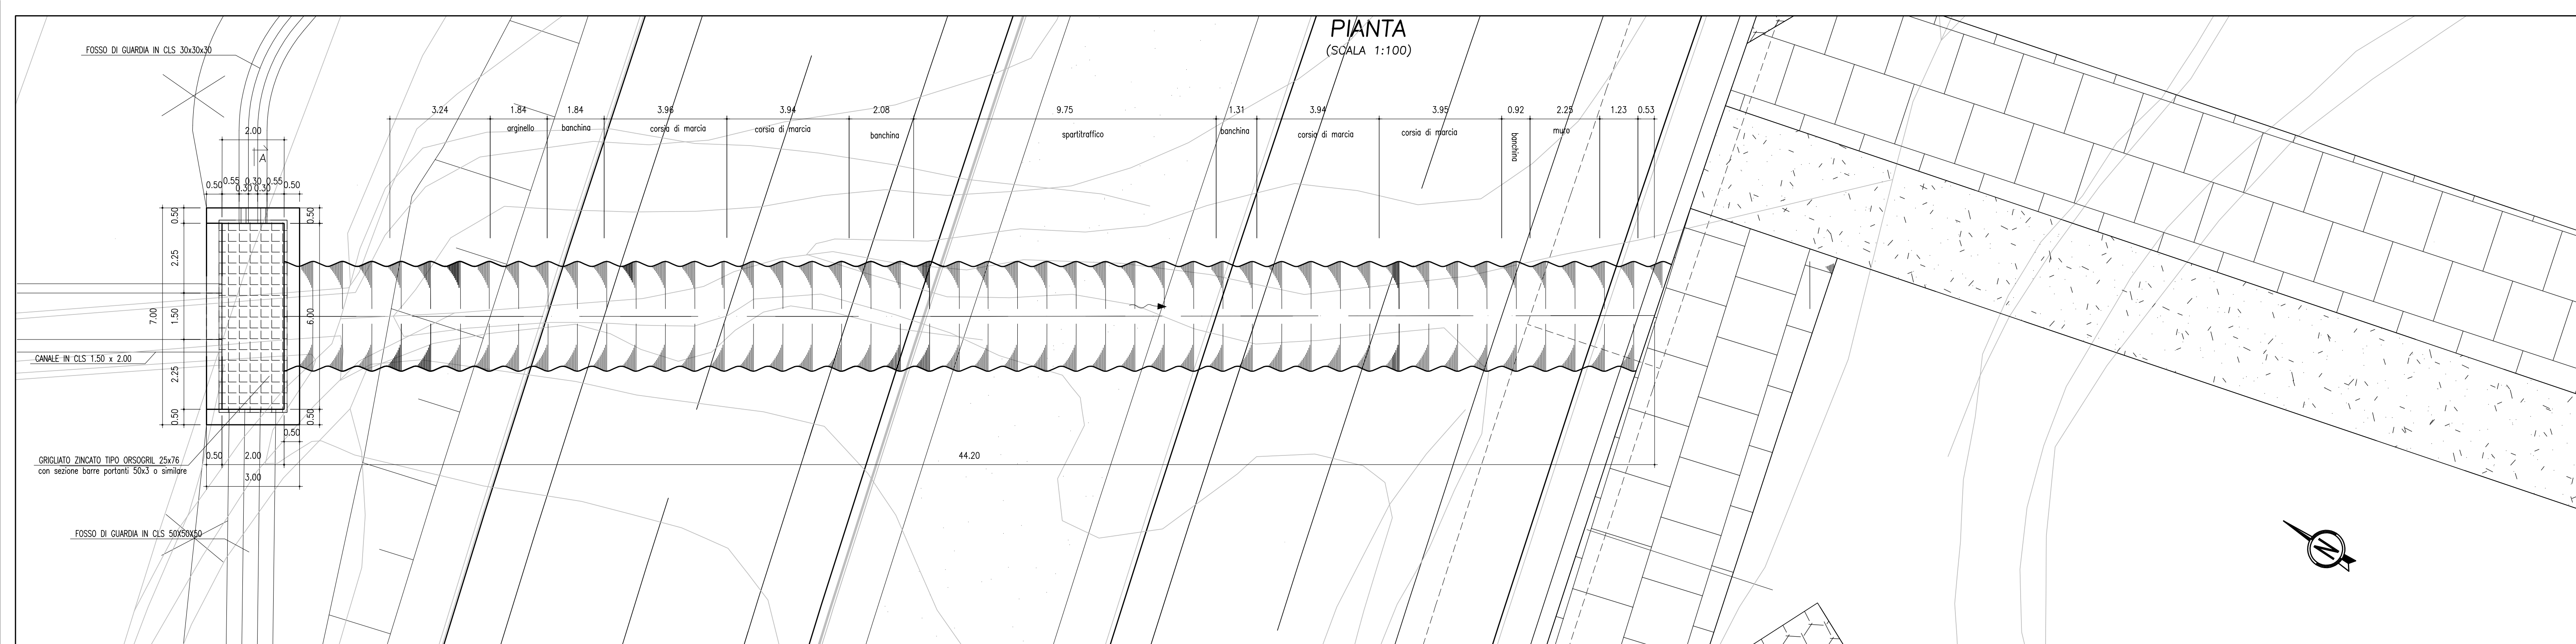 PIANTA
(SCALA 1:100)
FOSSO DI GUARDIA IN CLS 30x30x30
3.24 1.84 1.84 3.96 3.94 2.08 9.75 1.31 3.94 3.95 0.92 2.25 1.23 0.53
arginello banchina corsia di marcia corsia di marcia banchina spartitraffico banchina corsia di marcia corsia di marcia banchina muro
2.00
A
0.50 0.55 0.30 0.30 0.30 0.55 0.50
0.50 0.50
2.25
7.00 1.50 6.00
CANALE IN CLS 1.50 x 2.00
2.25
0.50 0.50
0.50
GRIGLIATO ZINCATO TIPO ORSOGRIL 25x76
con sezione barre portanti 50x3 o similare
0.50 2.00 44.20
3.00
FOSSO DI GUARDIA IN CLS 50X50X50
N